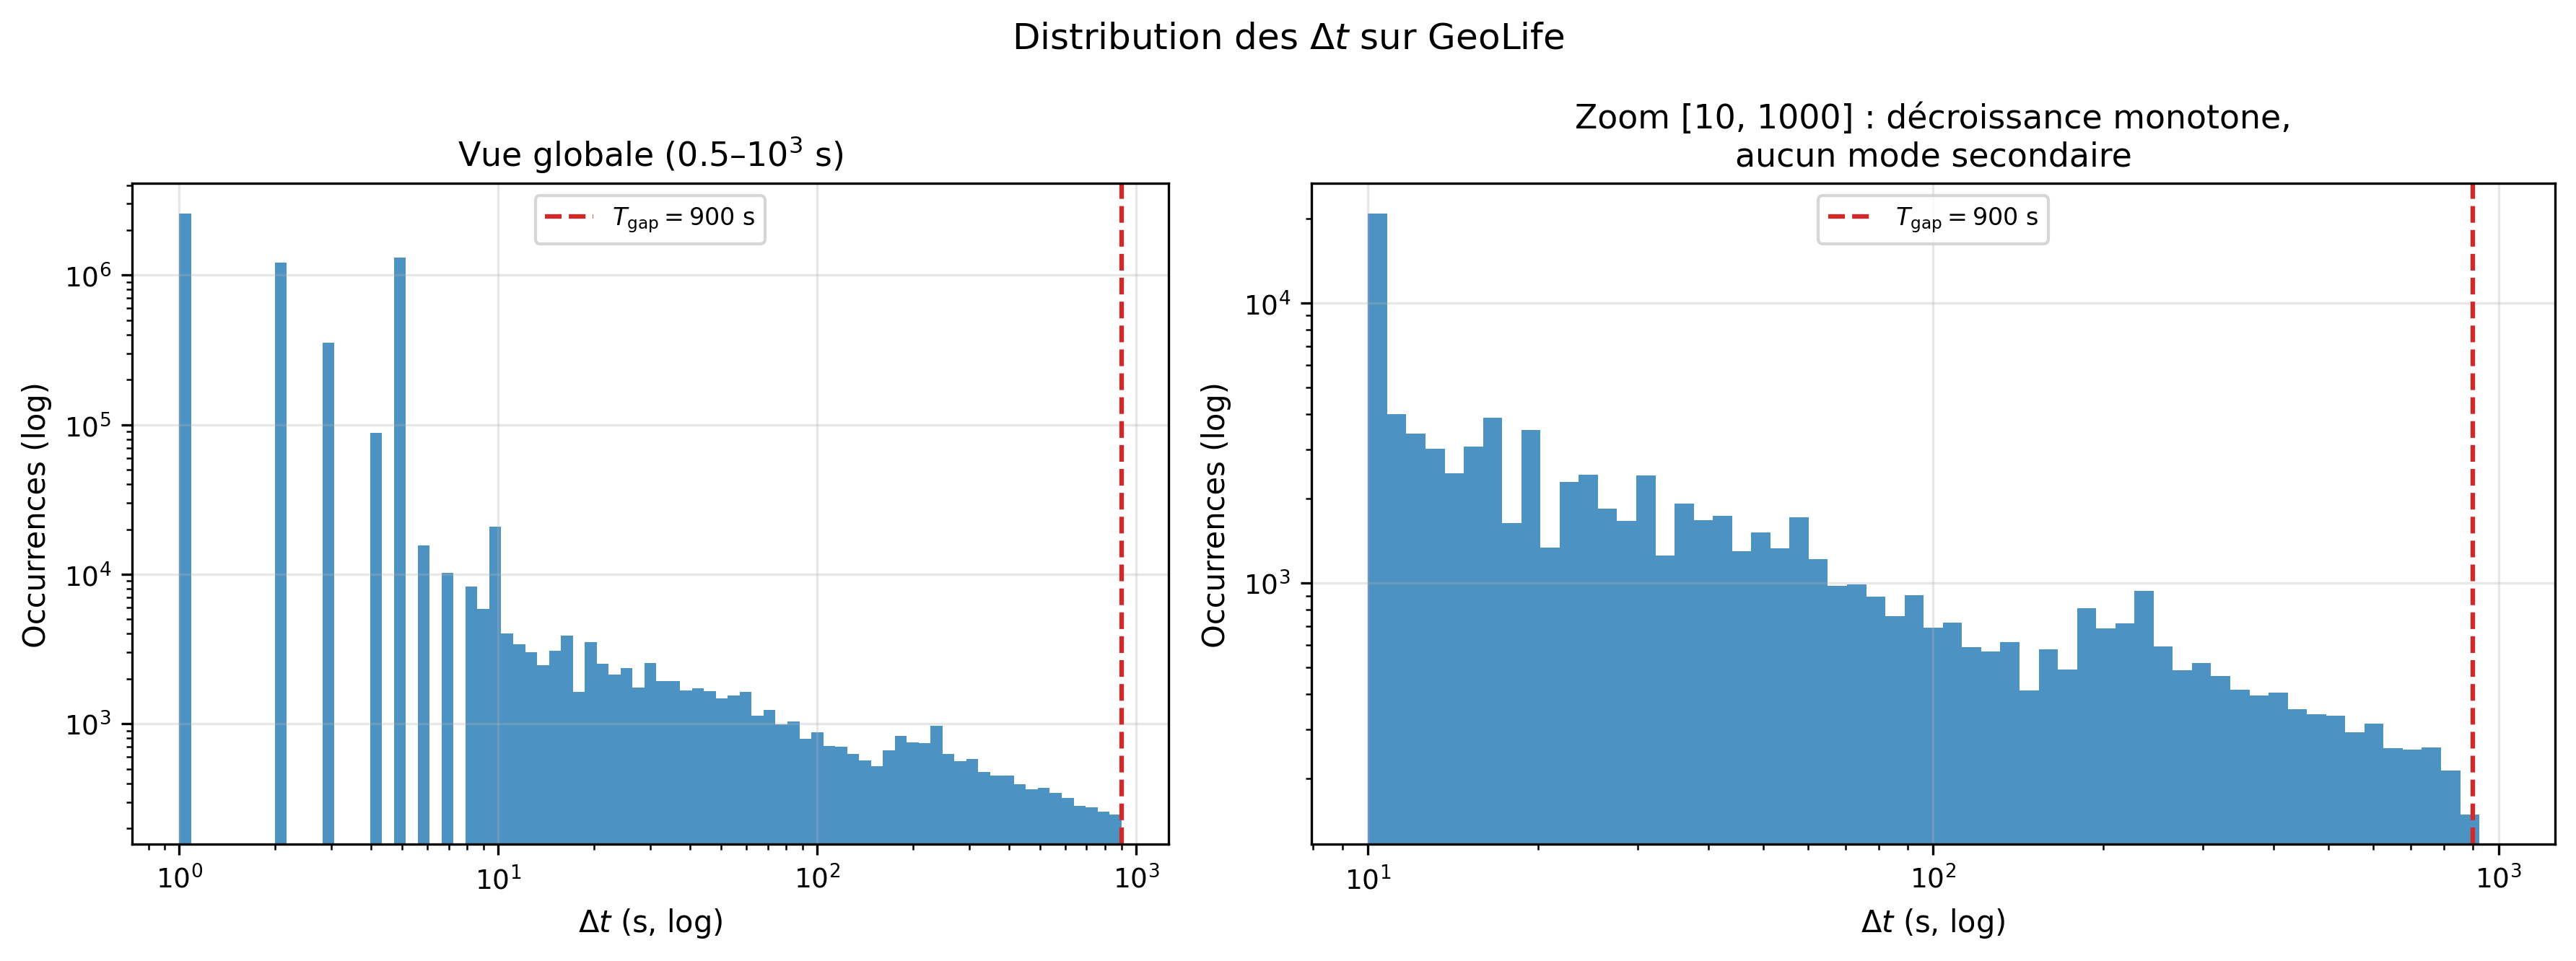 Distribution des Δt sur GeoLife
Vue globale (0.5–10³ s)
T_gap = 900 s
10⁶
10⁵
10⁴
10³
Occurrences (log)
10⁰
10¹
10²
10³
Δt (s, log)
Zoom [10, 1000] : décroissance monotone,
aucun mode secondaire
T_gap = 900 s
10⁴
10³
Occurrences (log)
10¹
10²
10³
Δt (s, log)